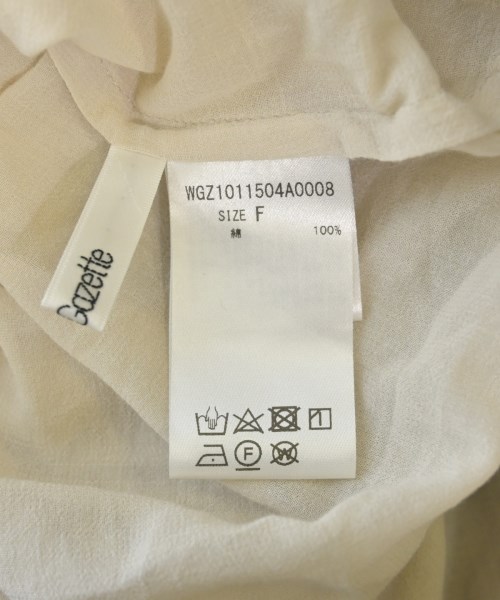 Gazette
WGZ1011504A0008
SIZE F
綿 100%
F W